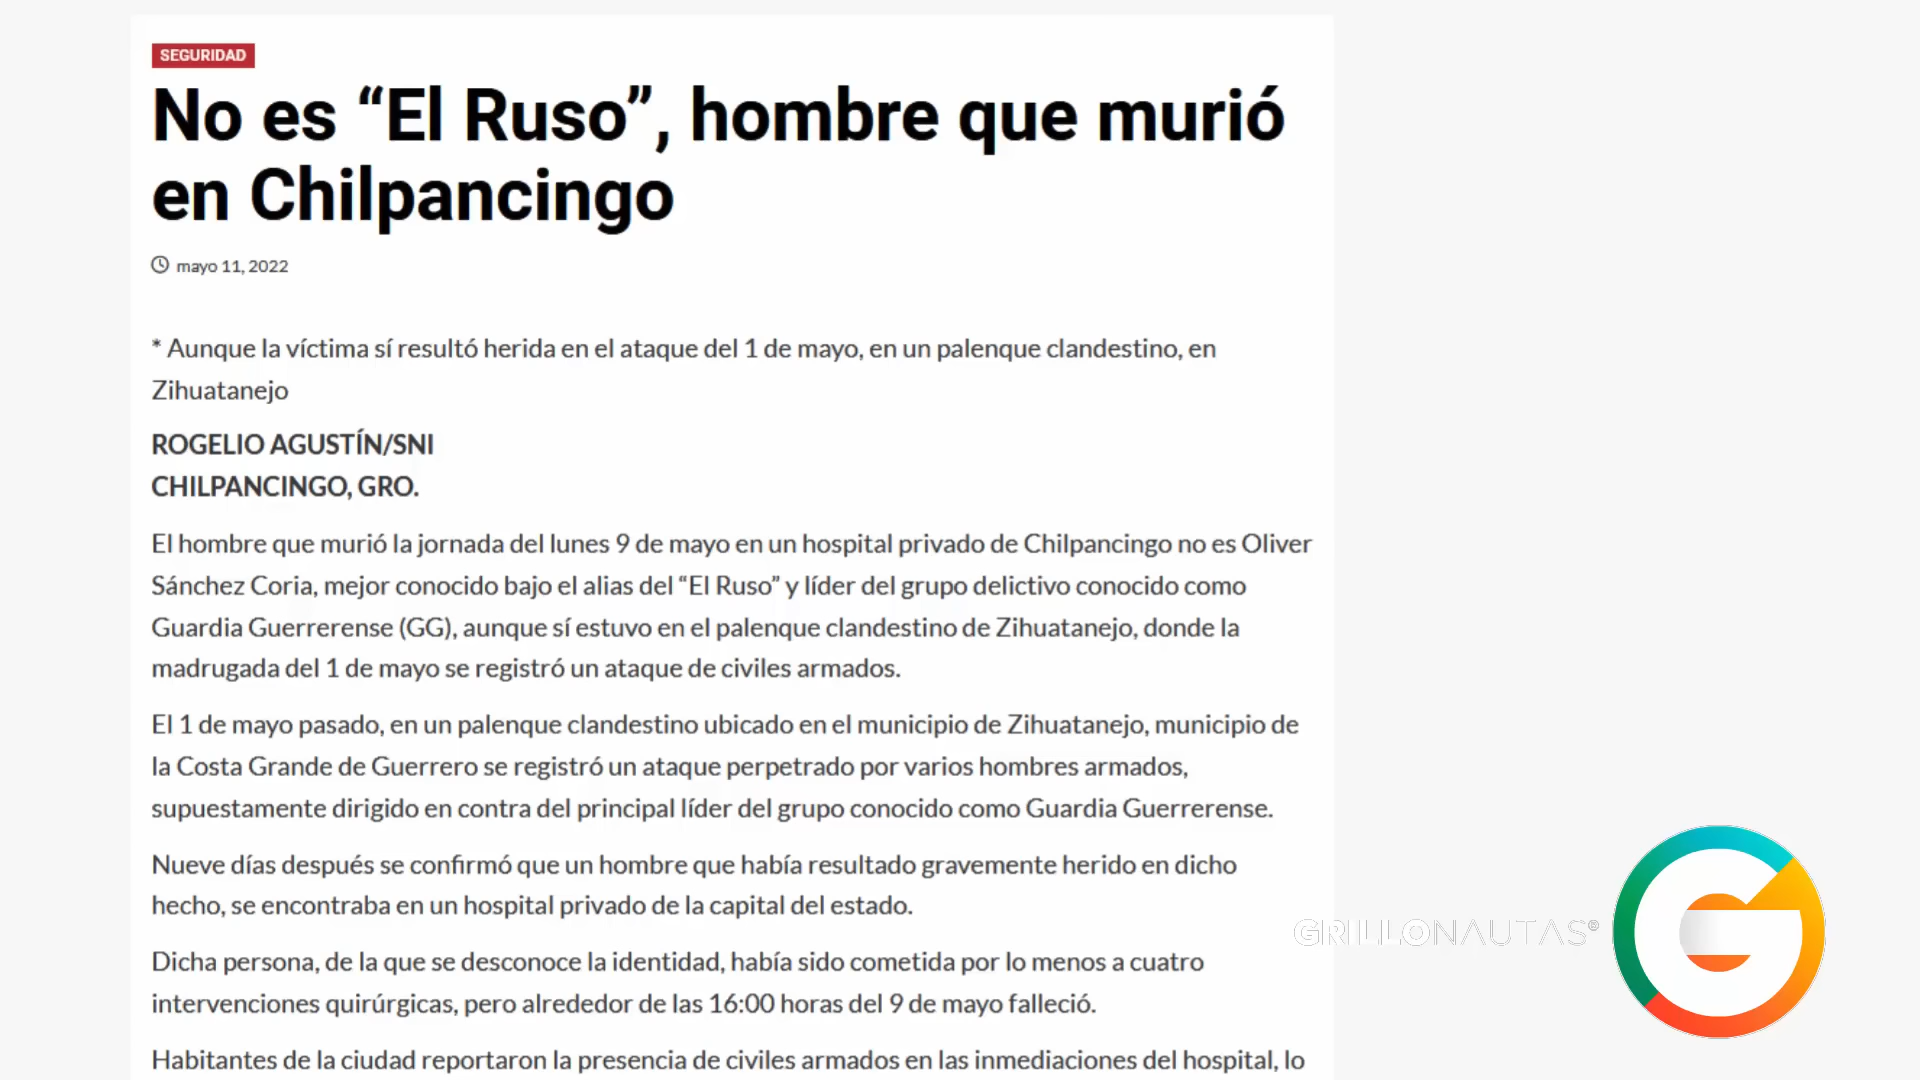 SEGURIDAD
No es “El Ruso”, hombre que murió
en Chilpancingo
mayo 11, 2022
* Aunque la víctima sí resultó herida en el ataque del 1 de mayo, en un palenque clandestino, en
Zihuatanejo
ROGELIO AGUSTÍN/SNI
CHILPANCINGO, GRO.
El hombre que murió la jornada del lunes 9 de mayo en un hospital privado de Chilpancingo no es Oliver
Sánchez Coria, mejor conocido bajo el alias del “El Ruso” y líder del grupo delictivo conocido como
Guardia Guerrerense (GG), aunque sí estuvo en el palenque clandestino de Zihuatanejo, donde la
madrugada del 1 de mayo se registró un ataque de civiles armados.
El 1 de mayo pasado, en un palenque clandestino ubicado en el municipio de Zihuatanejo, municipio de
la Costa Grande de Guerrero se registró un ataque perpetrado por varios hombres armados,
supuestamente dirigido en contra del principal líder del grupo conocido como Guardia Guerrerense.
Nueve días después se confirmó que un hombre que había resultado gravemente herido en dicho
hecho, se encontraba en un hospital privado de la capital del estado.
Dicha persona, de la que se desconoce la identidad, había sido cometida por lo menos a cuatro
intervenciones quirúrgicas, pero alrededor de las 16:00 horas del 9 de mayo falleció.
Habitantes de la ciudad reportaron la presencia de civiles armados en las inmediaciones del hospital, lo
GRILLONAUTAS®